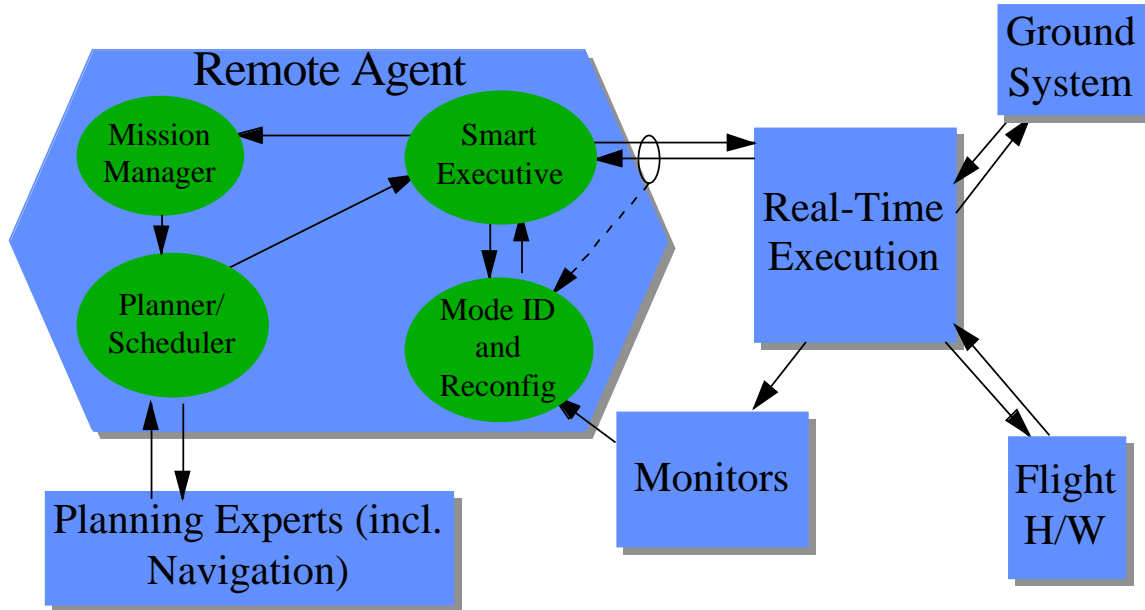 Remote Agent
Mission
Manager
Smart
Executive
Planner/
Scheduler
Mode ID
and
Reconfig
Planning Experts (incl.
Navigation)
Real-Time
Execution
Ground
System
Monitors
Flight
H/W